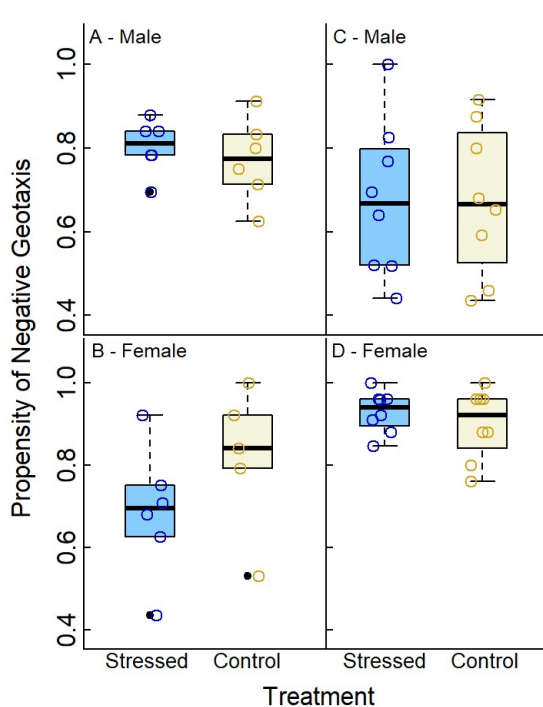 A - Male
C - Male
1.0
0.8
0.6
0.4
B - Female
D - Female
1.0
0.8
0.6
0.4
Propensity of Negative Geotaxis
Stressed
Control
Stressed
Control
Treatment